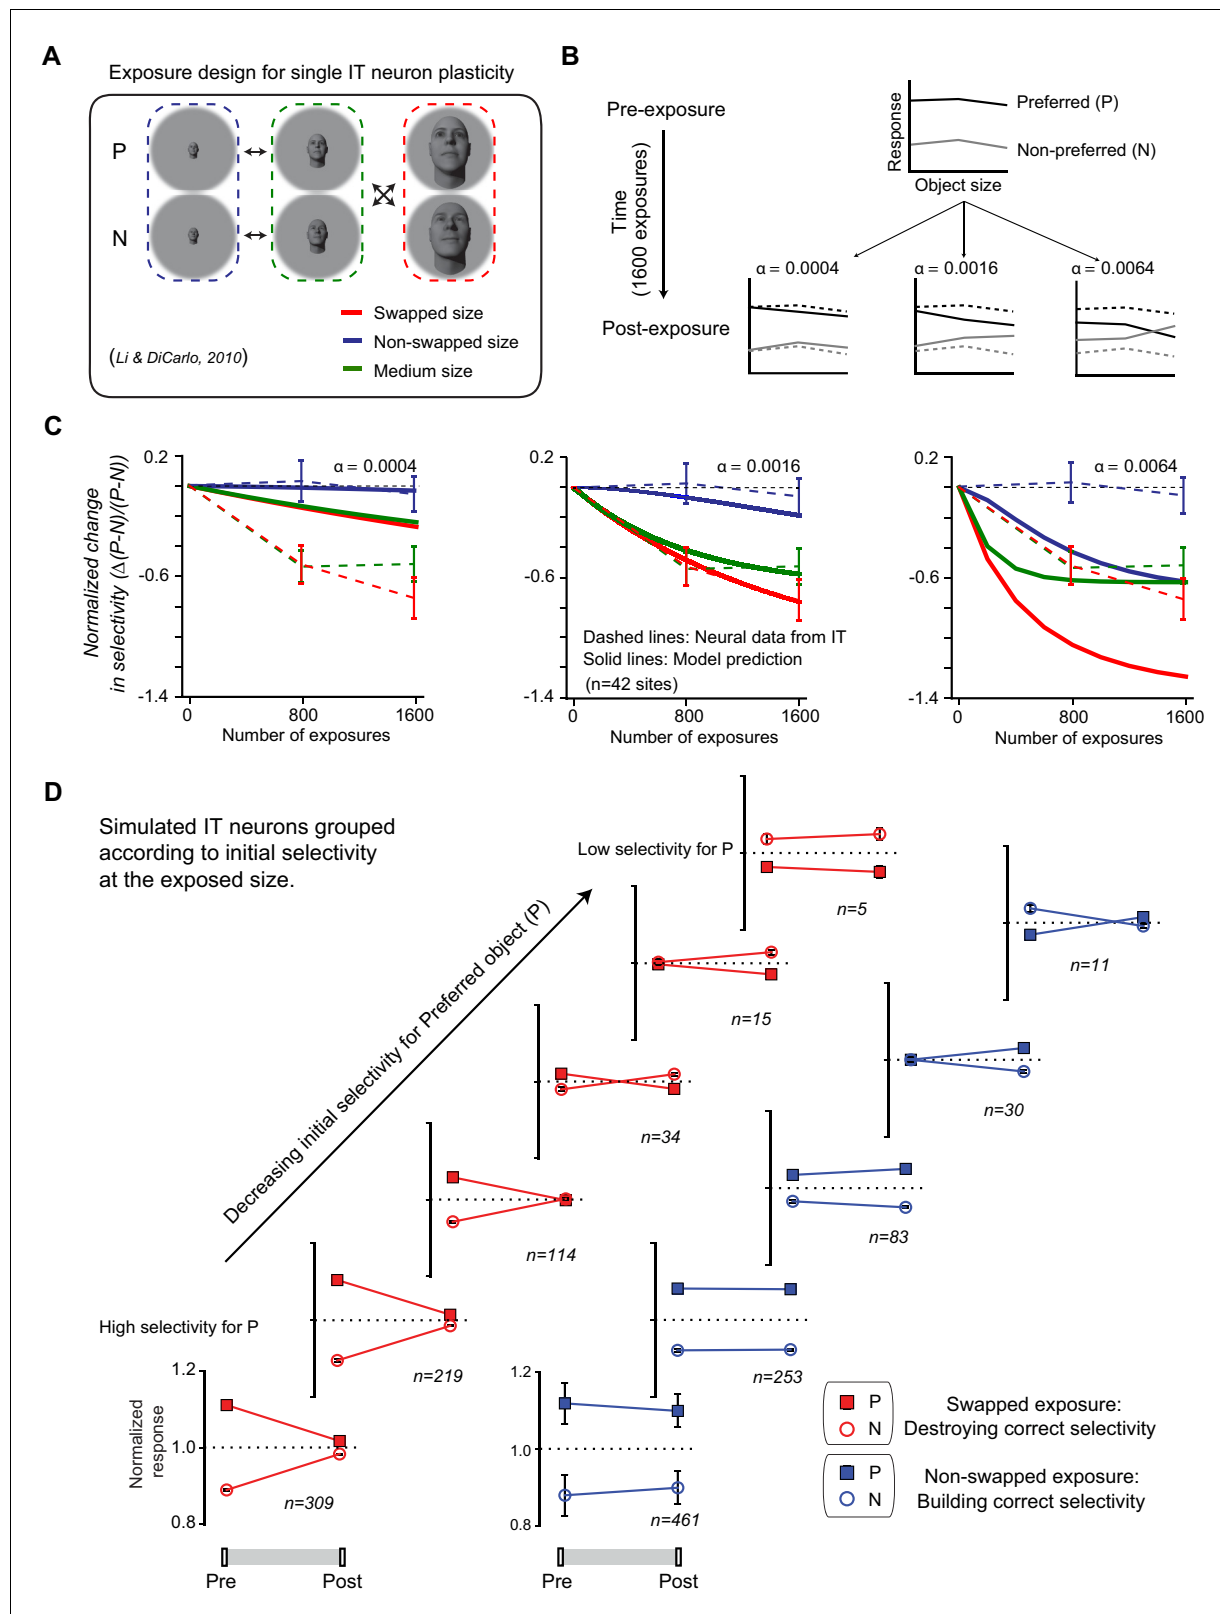 A
Exposure design for single IT neuron plasticity
P
N
Swapped size
Non-swapped size
Medium size
(Li & DiCarlo, 2010)
B
Pre-exposure
Time
(1600 exposures)
Post-exposure
Response
Object size
Preferred (P)
Non-preferred (N)
α = 0.0004
α = 0.0016
α = 0.0064
C
Normalized change
in selectivity (Δ(P-N)/(P-N))
0.2
-0.6
-1.4
α = 0.0004
0
800
1600
Number of exposures
0.2
-0.6
-1.4
α = 0.0016
Dashed lines: Neural data from IT
Solid lines: Model prediction
(n=42 sites)
0
800
1600
Number of exposures
0.2
-0.6
-1.4
α = 0.0064
0
800
1600
Number of exposures
D
Simulated IT neurons grouped
according to initial selectivity
at the exposed size.
Low selectivity for P
Decreasing initial selectivity for Preferred object (P)
High selectivity for P
n=5
n=11
n=15
n=30
n=34
n=83
n=114
n=253
n=219
1.2
1.0
0.8
Normalized
response
n=309
1.2
1.0
0.8
n=461
Pre
Post
Pre
Post
P
N
Swapped exposure:
Destroying correct selectivity
P
N
Non-swapped exposure:
Building correct selectivity